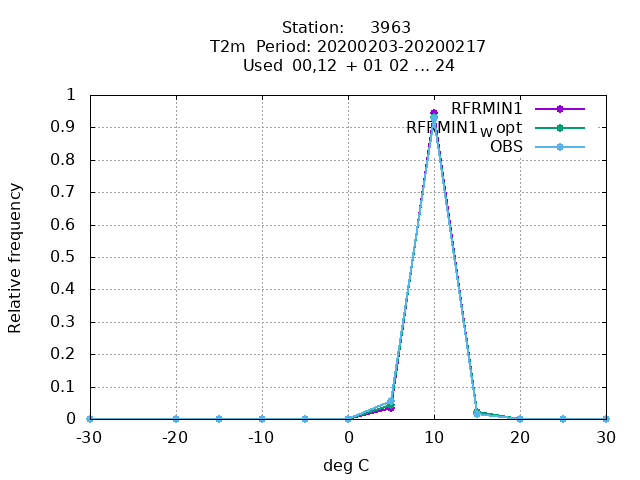 Station: 3963
T2m Period: 20200203-20200217
Used 00,12 + 01 02 ... 24
RFRMIN1
RFRMIN1w opt
OBS
1
0.9
0.8
0.7
0.6
0.5
0.4
0.3
0.2
0.1
0
Relative frequency
-30 -20 -10 0 10 20 30
deg C